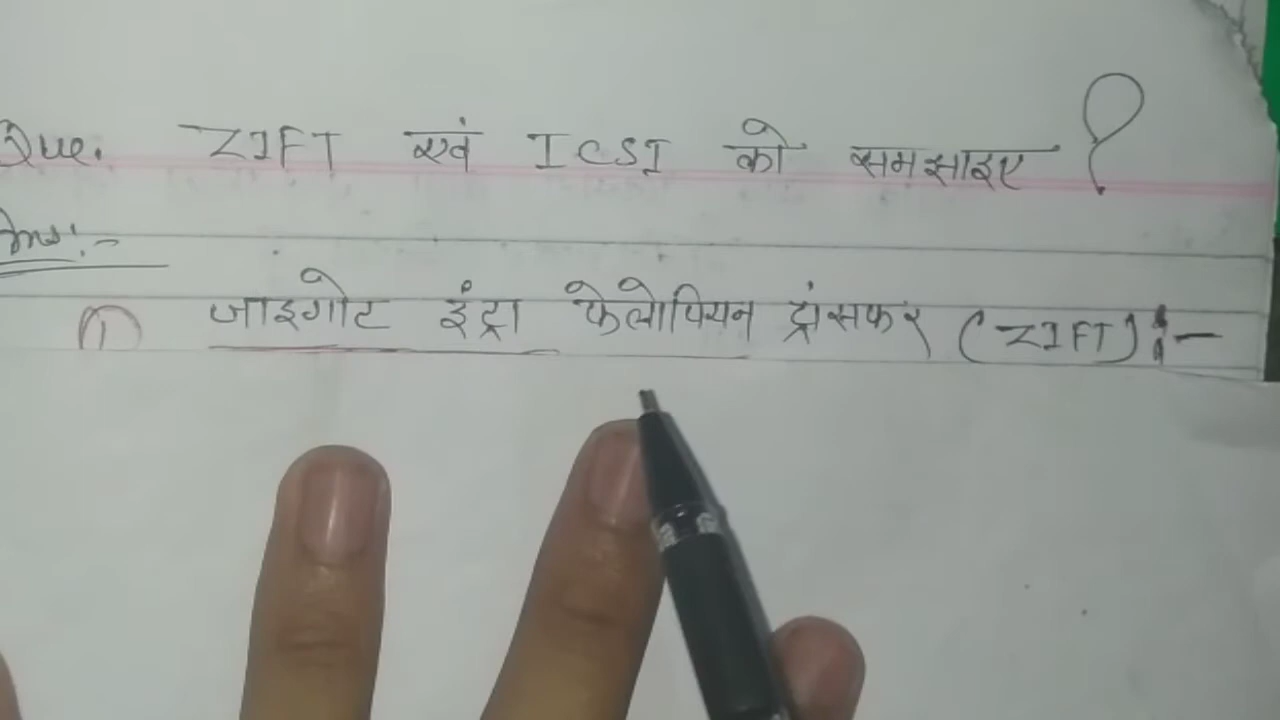 Que. ZIFT एवं ICSI को समझाइए ?
Ans:-
① जाइगोट इंट्रा फेलोपियन ट्रांसफर (ZIFT):-